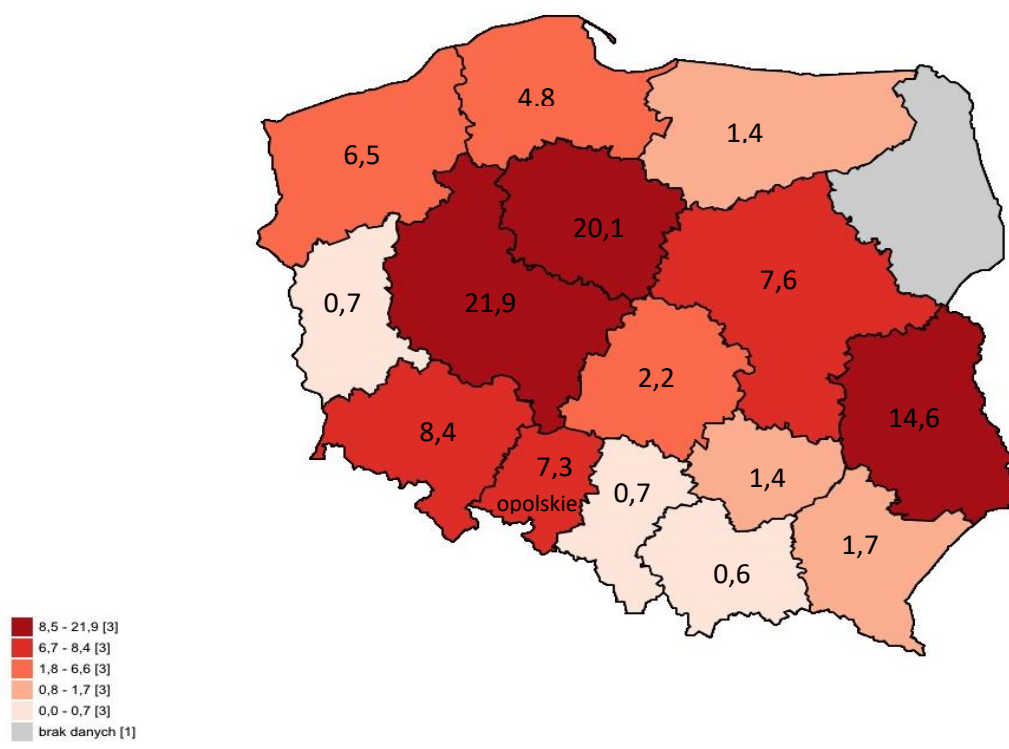 4,8
1,4
6,5
20,1
7,6
0,7
21,9
2,2
14,6
8,4
7,3
opolskie
0,7
1,4
1,7
0,6
8,5 - 21,9 [3]
6,7 - 8,4 [3]
1,8 - 6,6 [3]
0,8 - 1,7 [3]
0,0 - 0,7 [3]
brak danych [1]